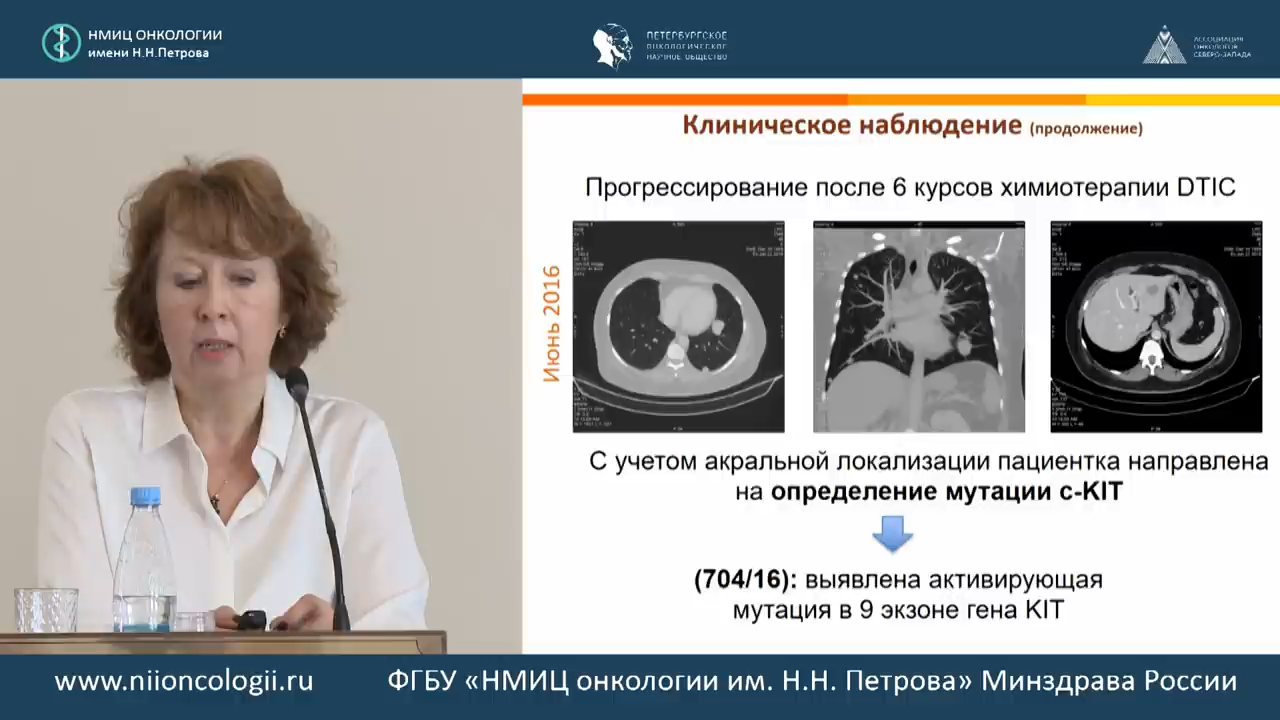 НМИЦ ОНКОЛОГИИ
имени Н.Н.Петрова
ПЕТЕРБУРГСКОЕ
ОНКОЛОГИЧЕСКОЕ
НАУЧНОЕ ОБЩЕСТВО
АССОЦИАЦИЯ
ОНКОЛОГОВ
СЕВЕРО-ЗАПАДА
Клиническое наблюдение (продолжение)
Прогрессирование после 6 курсов химиотерапии DTIC
Июнь 2016
С учетом акральной локализации пациентка направлена
на определение мутации c-KIT
(704/16): выявлена активирующая
мутация в 9 экзоне гена KIT
www.niioncologii.ru
ФГБУ «НМИЦ онкологии им. Н.Н. Петрова» Минздрава России